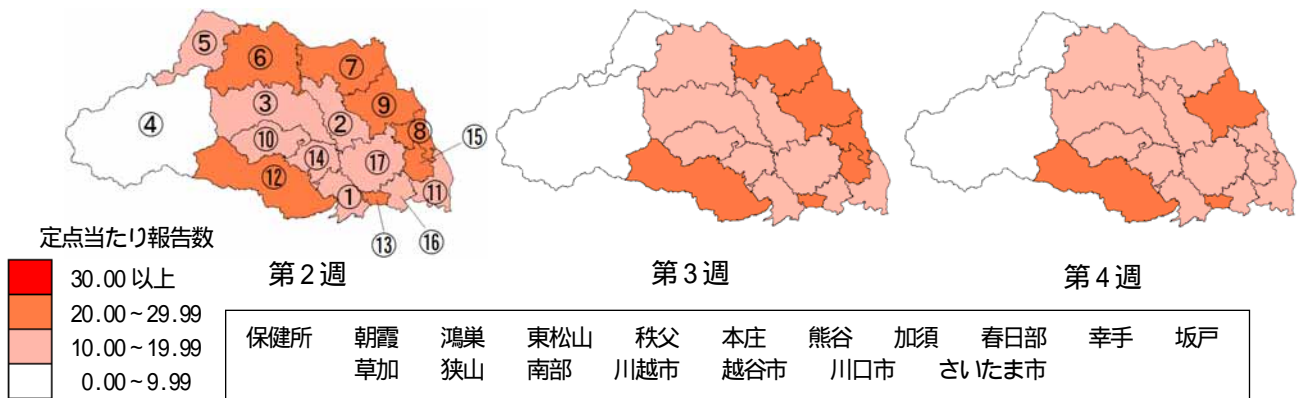 ⑤ ⑥ ⑦
③ ⑨
④ ② ⑧ ⑮
⑩ ⑭ ⑰
⑫ ① ⑪
⑬ ⑯
定点当たり報告数
30.00以上
20.00~29.99
10.00~19.99
0.00~9.99
第2週 第3週 第4週
保健所 朝霞 鴻巣 東松山 秩父 本庄 熊谷 加須 春日部 幸手 坂戸
草加 狭山 南部 川越市 越谷市 川口市 さいたま市